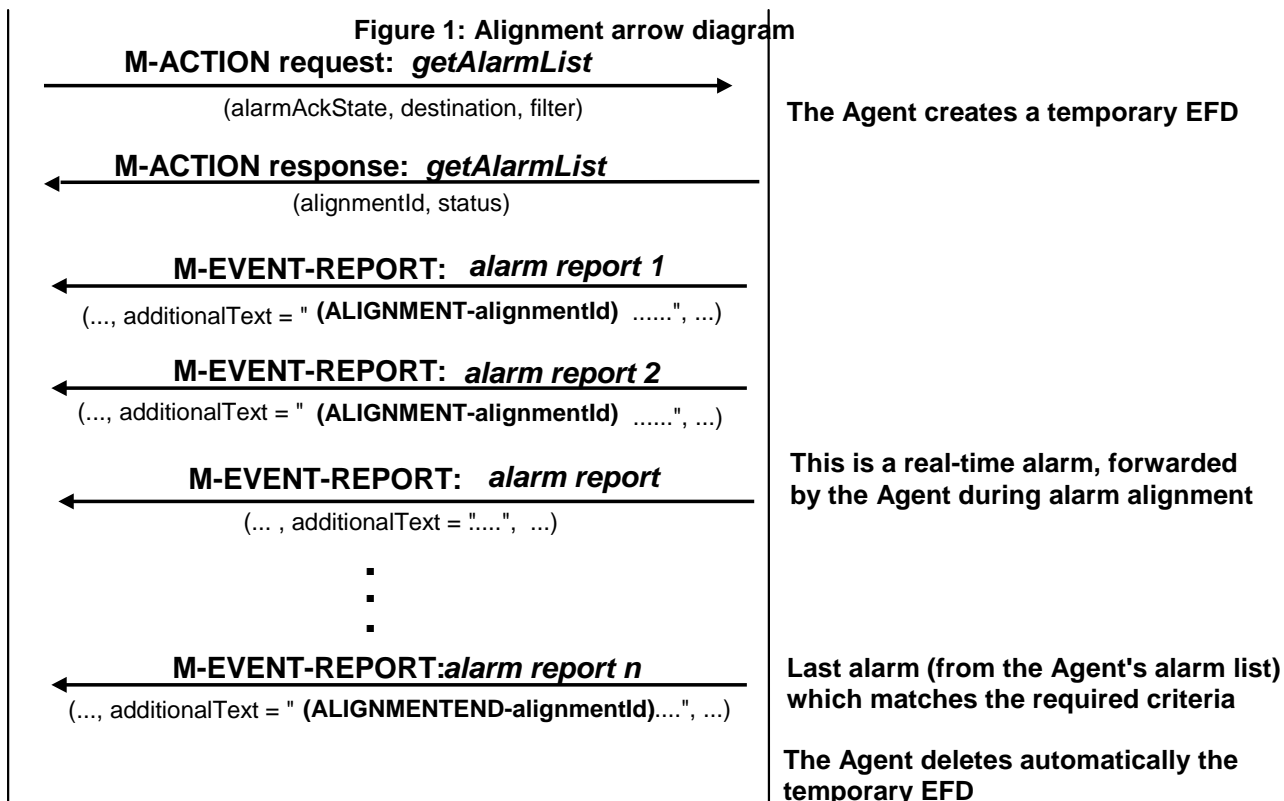 Figure 1: Alignment arrow diagram
M-ACTION request: getAlarmList
(alarmAckState, destination, filter)
The Agent creates a temporary EFD
M-ACTION response: getAlarmList
(alignmentId, status)
M-EVENT-REPORT: alarm report 1
(..., additionalText = " (ALIGNMENT-alignmentId) ......", ...)
M-EVENT-REPORT: alarm report 2
(..., additionalText = " (ALIGNMENT-alignmentId) ......", ...)
This is a real-time alarm, forwarded
by the Agent during alarm alignment
M-EVENT-REPORT: alarm report
(... , additionalText = ".....", ...)
M-EVENT-REPORT:alarm report n
(..., additionalText = " (ALIGNMENTEND-alignmentId)....", ...)
Last alarm (from the Agent's alarm list)
which matches the required criteria
The Agent deletes automatically the
temporary EFD